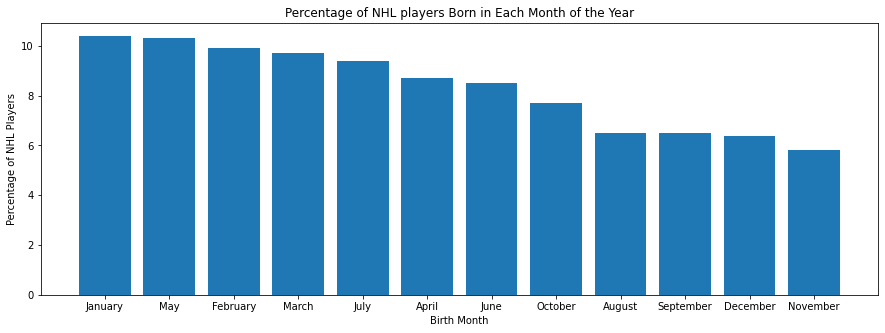 Percentage of NHL players Born in Each Month of the Year
Percentage of NHL Players
10
8
6
4
2
0
January May February March July April June October August September December November
Birth Month